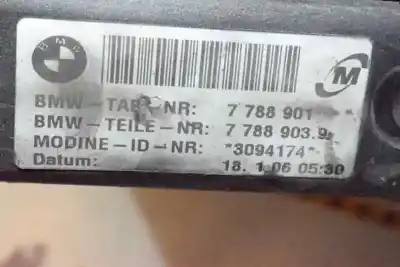 BMW
BMW-TAB-NR: 7 788 901
BMW-TEILE-NR: 7 788 903.9
MODINE-ID-NR: *3094174*
Datum: 18. 1.06 05:30
M